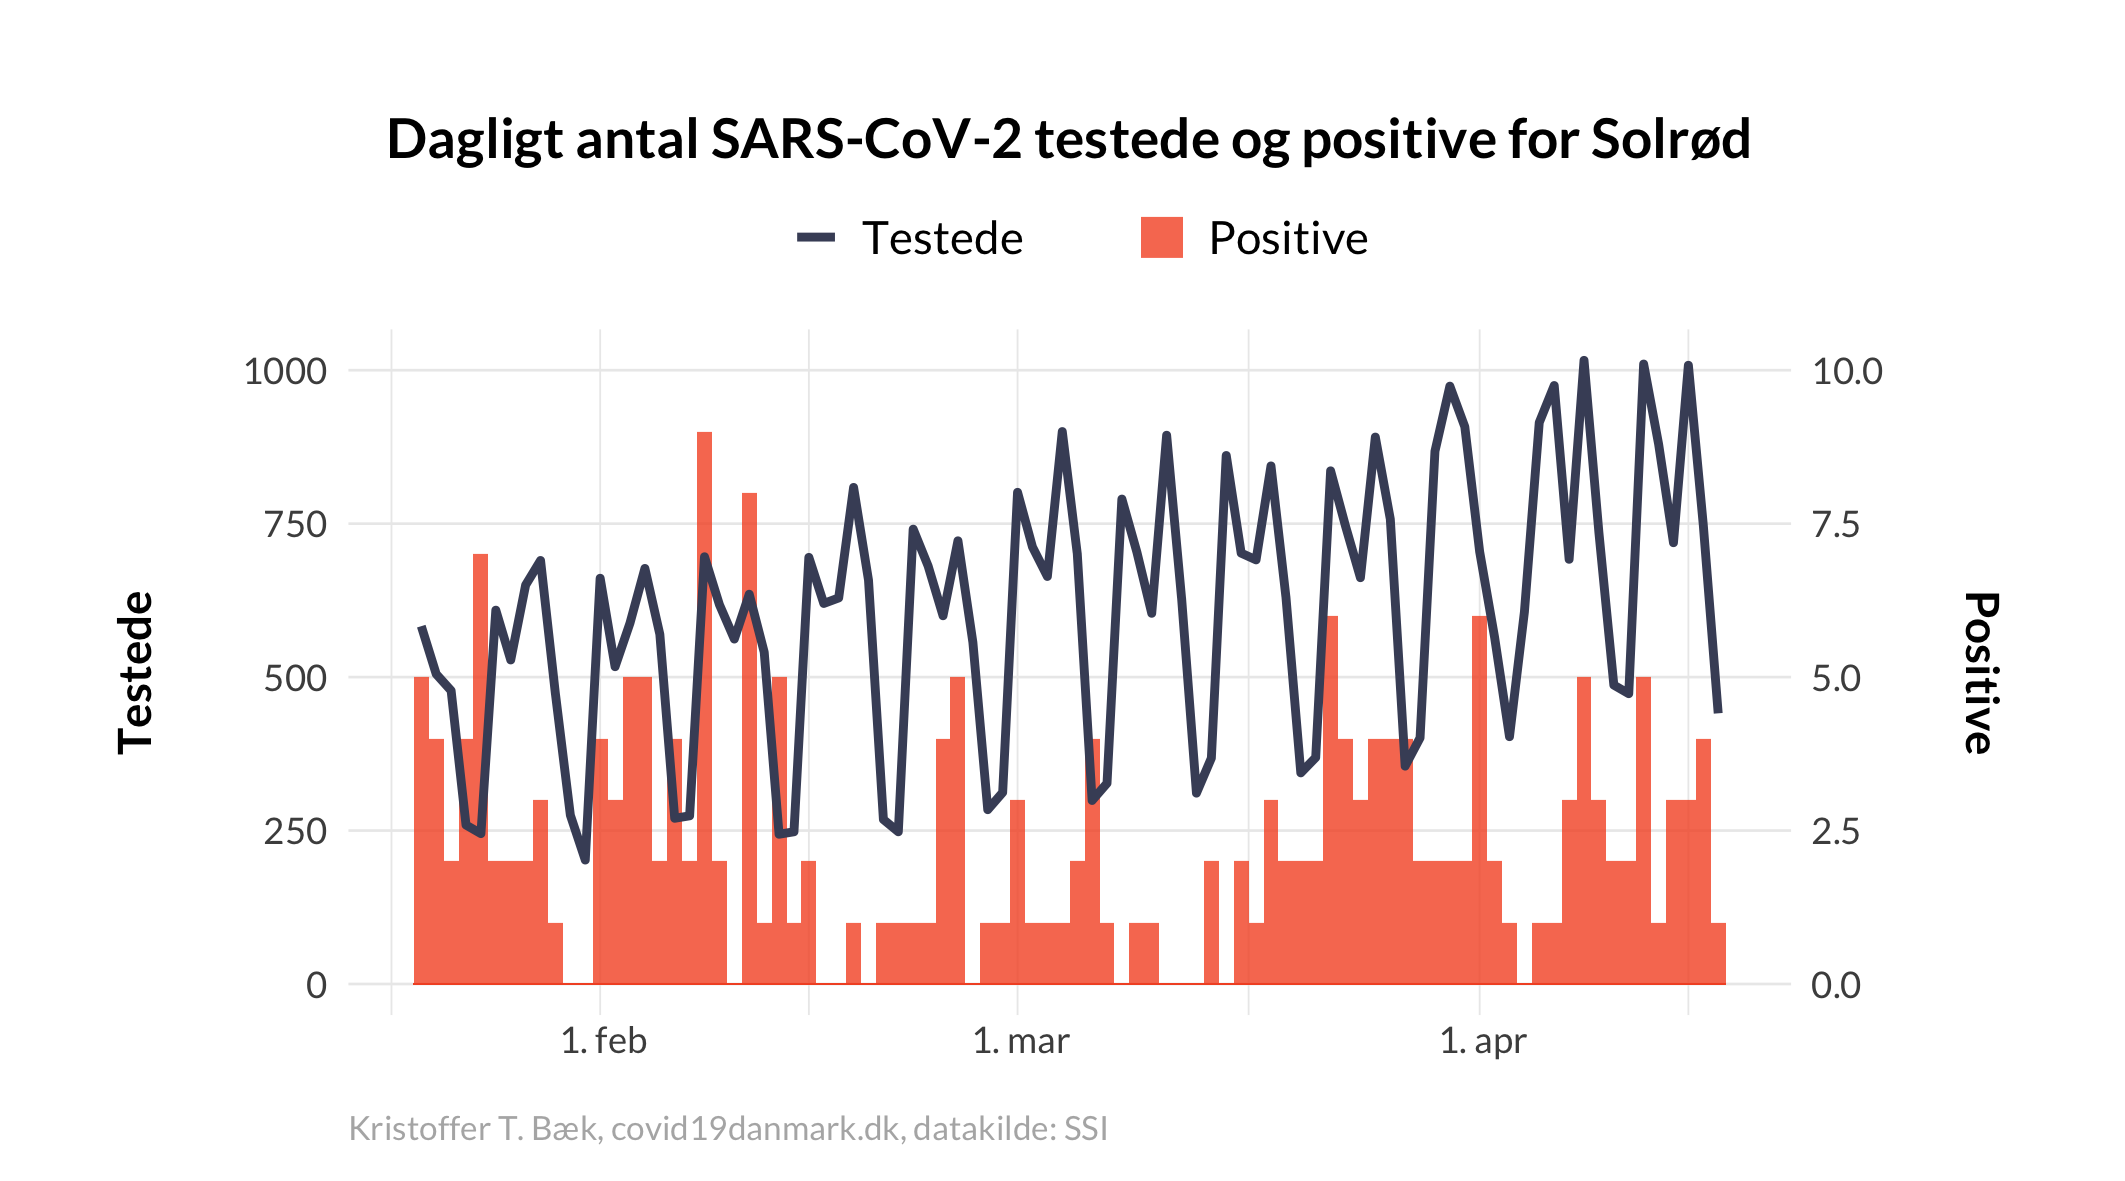 Dagligt antal SARS-CoV-2 testede og positive for Solrød
Testede
Positive
1000
750
500
250
0
Testede
10.0
7.5
5.0
2.5
0.0
Positive
1. feb
1. mar
1. apr
Kristoffer T. Bæk, covid19danmark.dk, datakilde: SSI